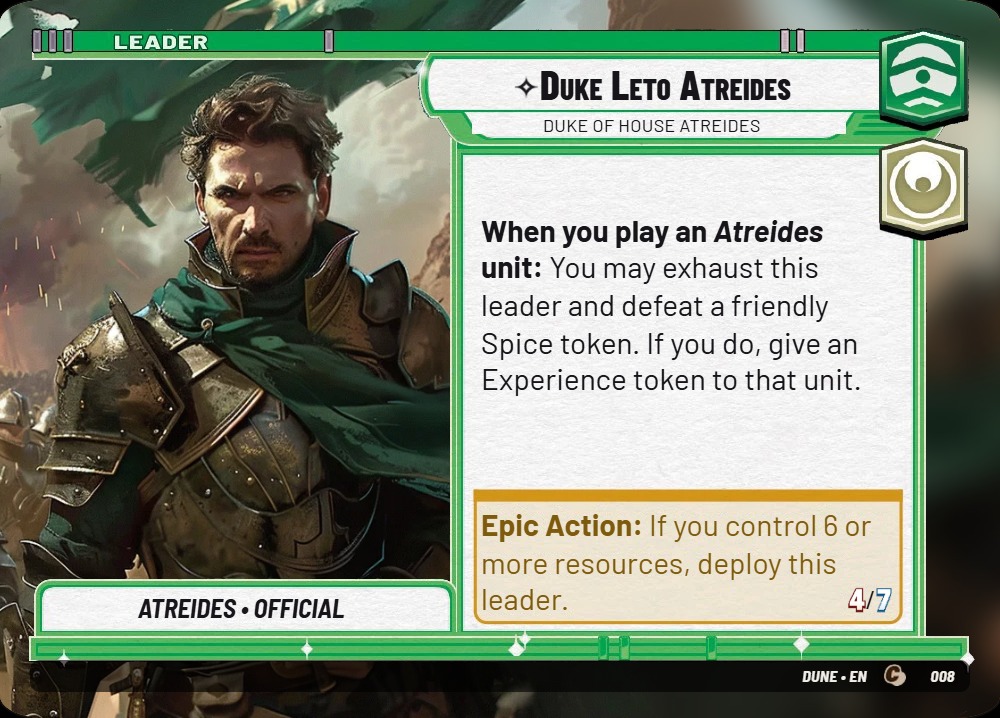 LEADER
✧DUKE LETO ATREIDES
DUKE OF HOUSE ATREIDES
When you play an Atreides
unit: You may exhaust this
leader and defeat a friendly
Spice token. If you do, give an
Experience token to that unit.
Epic Action: If you control 6 or
more resources, deploy this
leader.
4/7
ATREIDES • OFFICIAL
DUNE • EN C 008